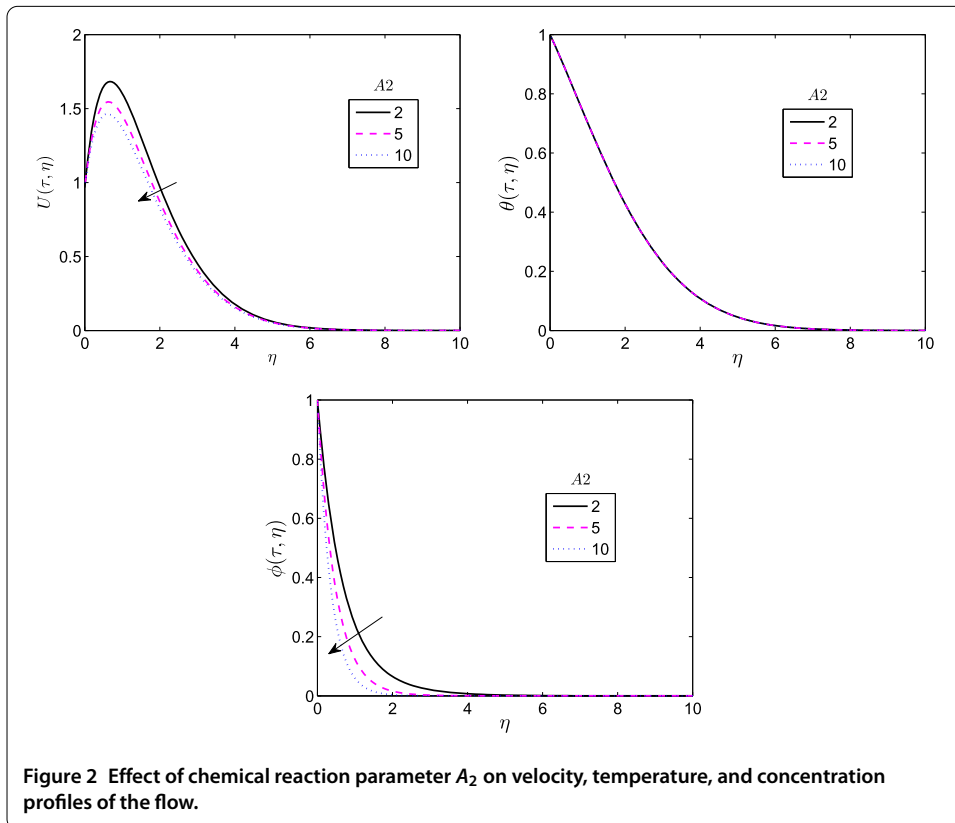 2
1.5
1
0.5
0
U(τ, η)
0 2 4 6 8 10
η
A2
2
5
10
1
0.8
0.6
0.4
0.2
0
θ(τ, η)
0 2 4 6 8 10
η
A2
2
5
10
1
0.8
0.6
0.4
0.2
0
ϕ(τ, η)
0 2 4 6 8 10
η
A2
2
5
10
Figure 2 Effect of chemical reaction parameter A₂ on velocity, temperature, and concentration
profiles of the flow.